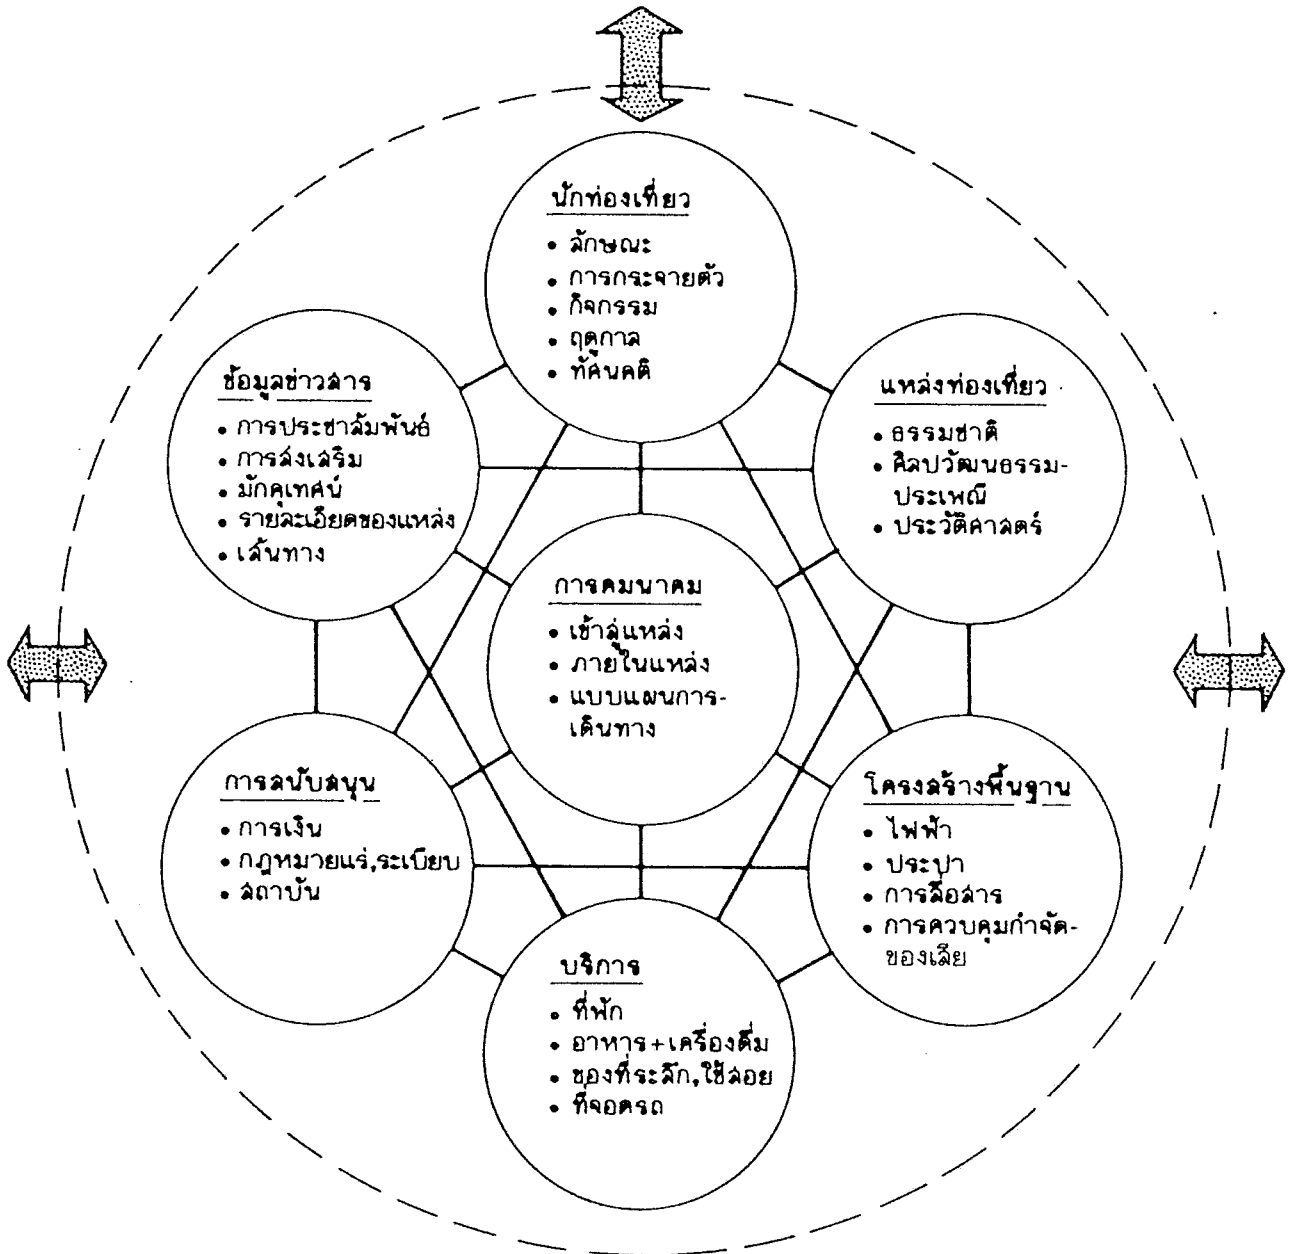 นักท่องเที่ยว
• ลักษณะ
• การกระจายตัว
• กิจกรรม
• ฤดูกาล
• ทัศนคติ
ข้อมูลข่าวสาร
• การประชาสัมพันธ์
• การส่งเสริม
• มัคคุเทศน์
• รายละเอียดของแหล่ง
• เส้นทาง
แหล่งท่องเที่ยว
• ธรรมชาติ
• ศิลปวัฒนธรรม-
ประเพณี
• ประวัติศาสตร์
การคมนาคม
• เข้าสู่แหล่ง
• ภายในแหล่ง
• แบบแผนการ-
เดินทาง
การสนับสนุน
• การเงิน
• กฎหมายแร่,ระเบียบ
• สถาบัน
โครงสร้างพื้นฐาน
• ไฟฟ้า
• ประปา
• การสื่อสาร
• การควบคุมกำจัด-
ของเสีย
บริการ
• ที่พัก
• อาหาร+เครื่องดื่ม
• ของที่ระลึก,ใช้สอย
• ที่จอดรถ